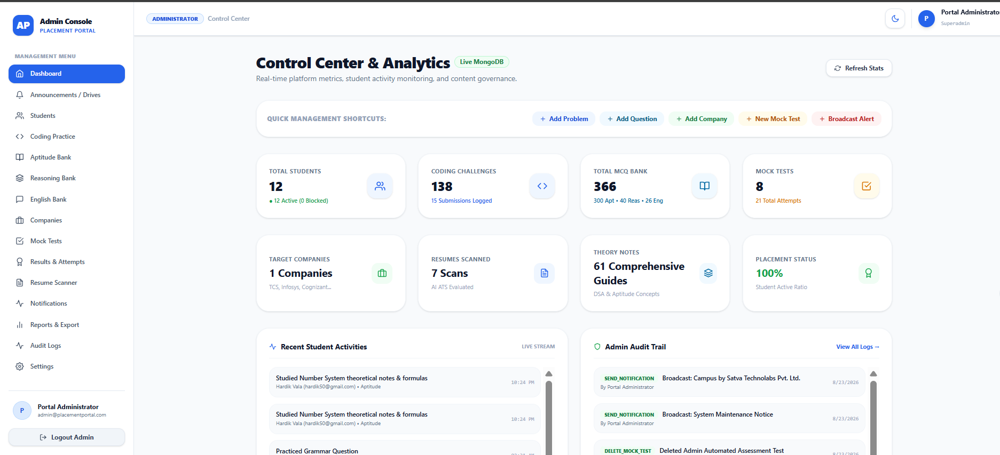 AP
Admin Console
PLACEMENT PORTAL
MANAGEMENT MENU
Dashboard
Announcements / Drives
Students
Coding Practice
Aptitude Bank
Reasoning Bank
English Bank
Companies
Mock Tests
Results & Attempts
Resume Scanner
Notifications
Reports & Export
Audit Logs
Settings
P
Portal Administrator
admin@placementportal.com
Logout Admin
ADMINISTRATOR Control Center
P
Portal Administrator
Superadmin
Control Center & Analytics Live MongoDB
Real-time platform metrics, student activity monitoring, and content governance.
Refresh Stats
QUICK MANAGEMENT SHORTCUTS:
+ Add Problem
+ Add Question
+ Add Company
+ New Mock Test
+ Broadcast Alert
TOTAL STUDENTS
12
● 12 Active (0 Blocked)
CODING CHALLENGES
138
15 Submissions Logged
TOTAL MCQ BANK
366
300 Apt • 40 Reas • 26 Eng
MOCK TESTS
8
21 Total Attempts
TARGET COMPANIES
1 Companies
TCS, Infosys, Cognizant...
RESUMES SCANNED
7 Scans
AI ATS Evaluated
THEORY NOTES
61 Comprehensive
Guides
DSA & Aptitude Concepts
PLACEMENT STATUS
100%
Student Active Ratio
Recent Student Activities
LIVE STREAM
Studied Number System theoretical notes & formulas
Hardik Vala (hardik50@gmail.com) • Aptitude
10:24 PM
Studied Number System theoretical notes & formulas
Hardik Vala (hardik50@gmail.com) • Aptitude
10:24 PM
Practiced Grammar Question
Admin Audit Trail
View All Logs →
SEND_NOTIFICATION Broadcast: Campus by Satva Technolabs Pvt. Ltd.
By Portal Administrator
8/23/2026
SEND_NOTIFICATION Broadcast: System Maintenance Notice
By Portal Administrator
8/23/2026
DELETE_MOCK_TEST Deleted Admin Automated Assessment Test
8/23/2026